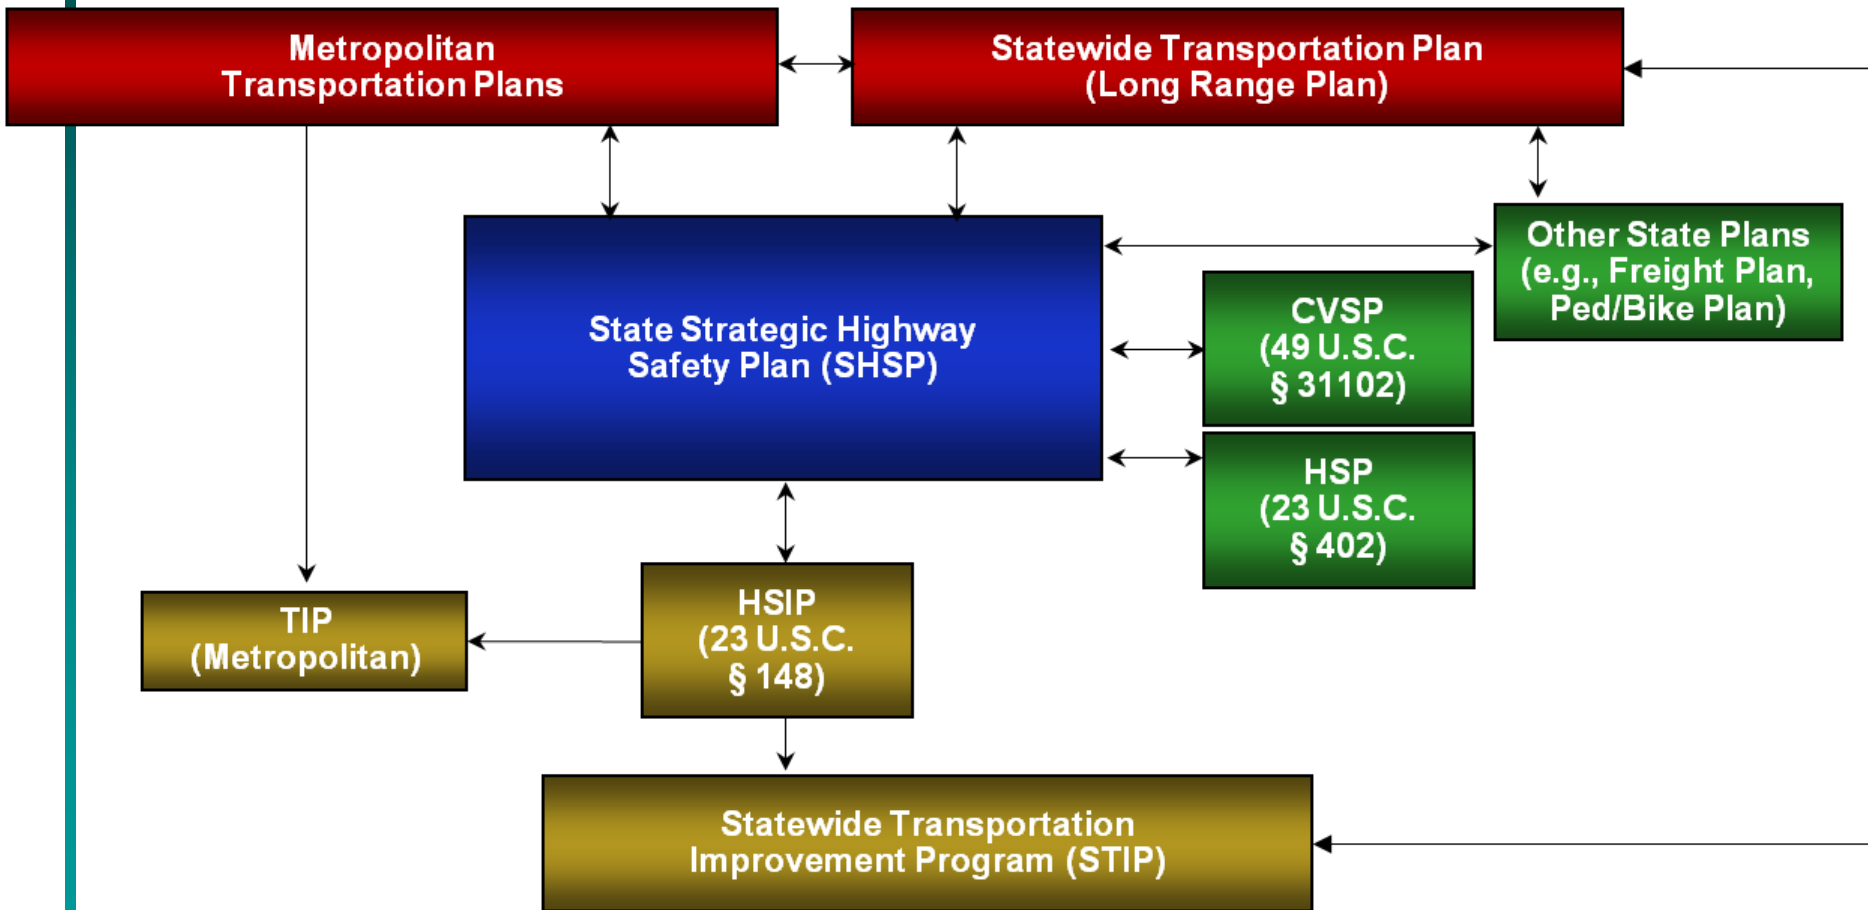 Metropolitan
Transportation Plans
Statewide Transportation Plan
(Long Range Plan)
Other State Plans
(e.g., Freight Plan,
Ped/Bike Plan)
State Strategic Highway
Safety Plan (SHSP)
CVSP
(49 U.S.C.
§ 31102)
HSP
(23 U.S.C.
§ 402)
TIP
(Metropolitan)
HSIP
(23 U.S.C.
§ 148)
Statewide Transportation
Improvement Program (STIP)